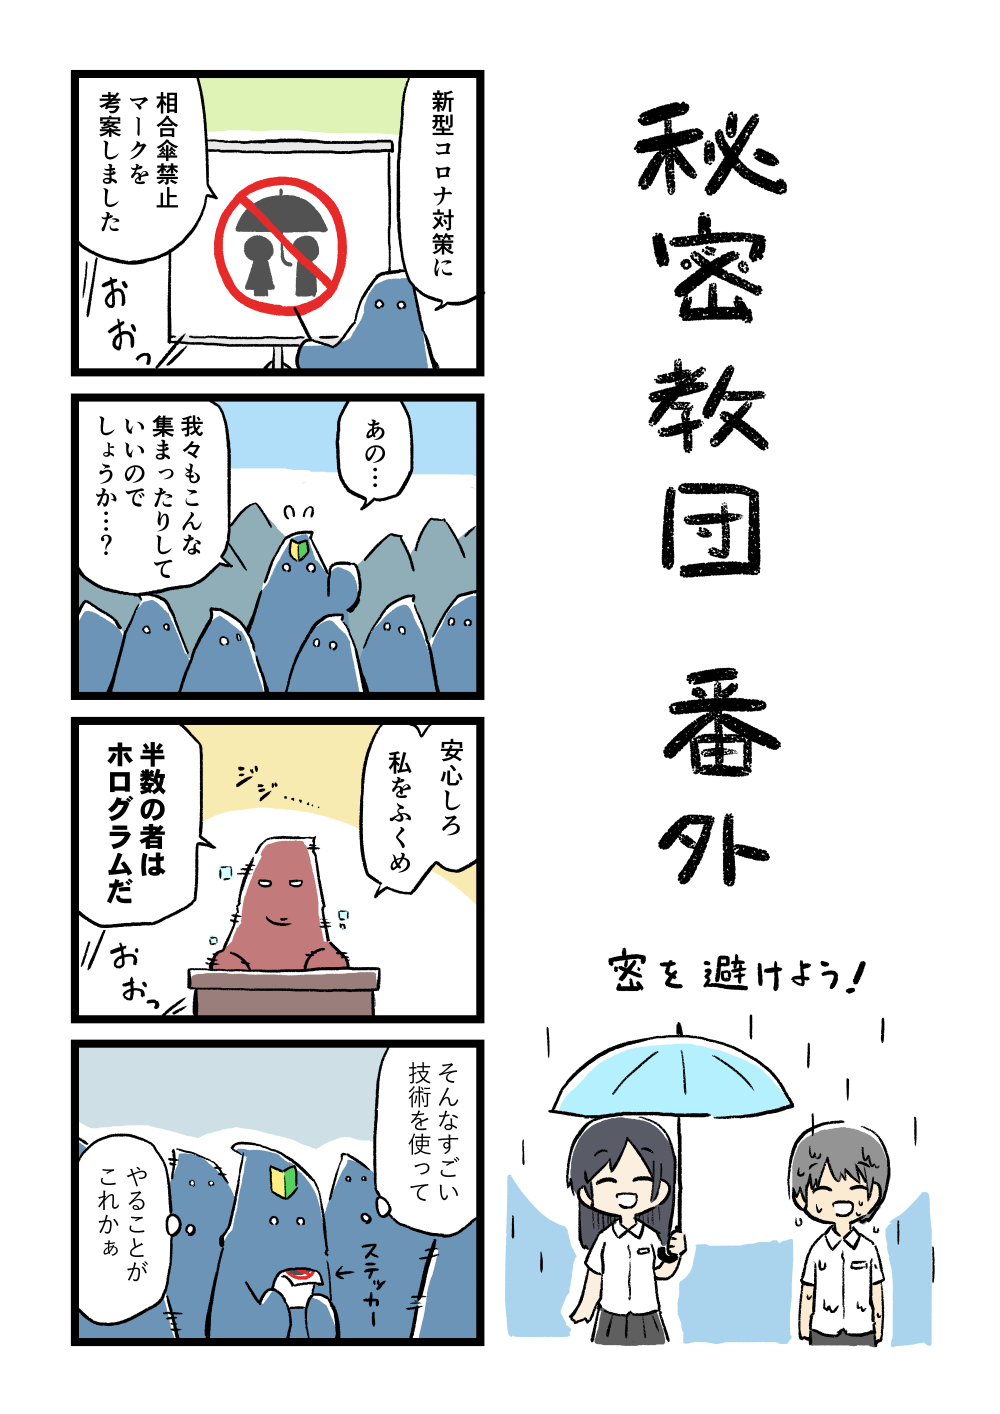 秘密教団 番外
密を避けよう!
新型コロナ対策に
相合傘禁止
マークを
考案しました
おおっ
あの…
我々もこんな
集まったりして
いいので
しょうか…?
安心しろ
私をふくめ
ジジ……
半数の者は
ホログラムだ
おおっ
そんなすごい
技術を使って
ステッカー
やることが
これかぁ